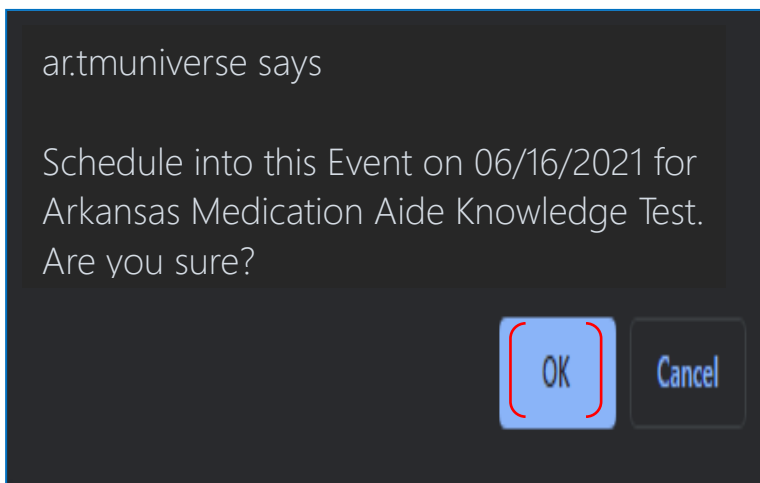 ar.tmuniverse says
Schedule into this Event on 06/16/2021 for
Arkansas Medication Aide Knowledge Test.
Are you sure?
OK Cancel